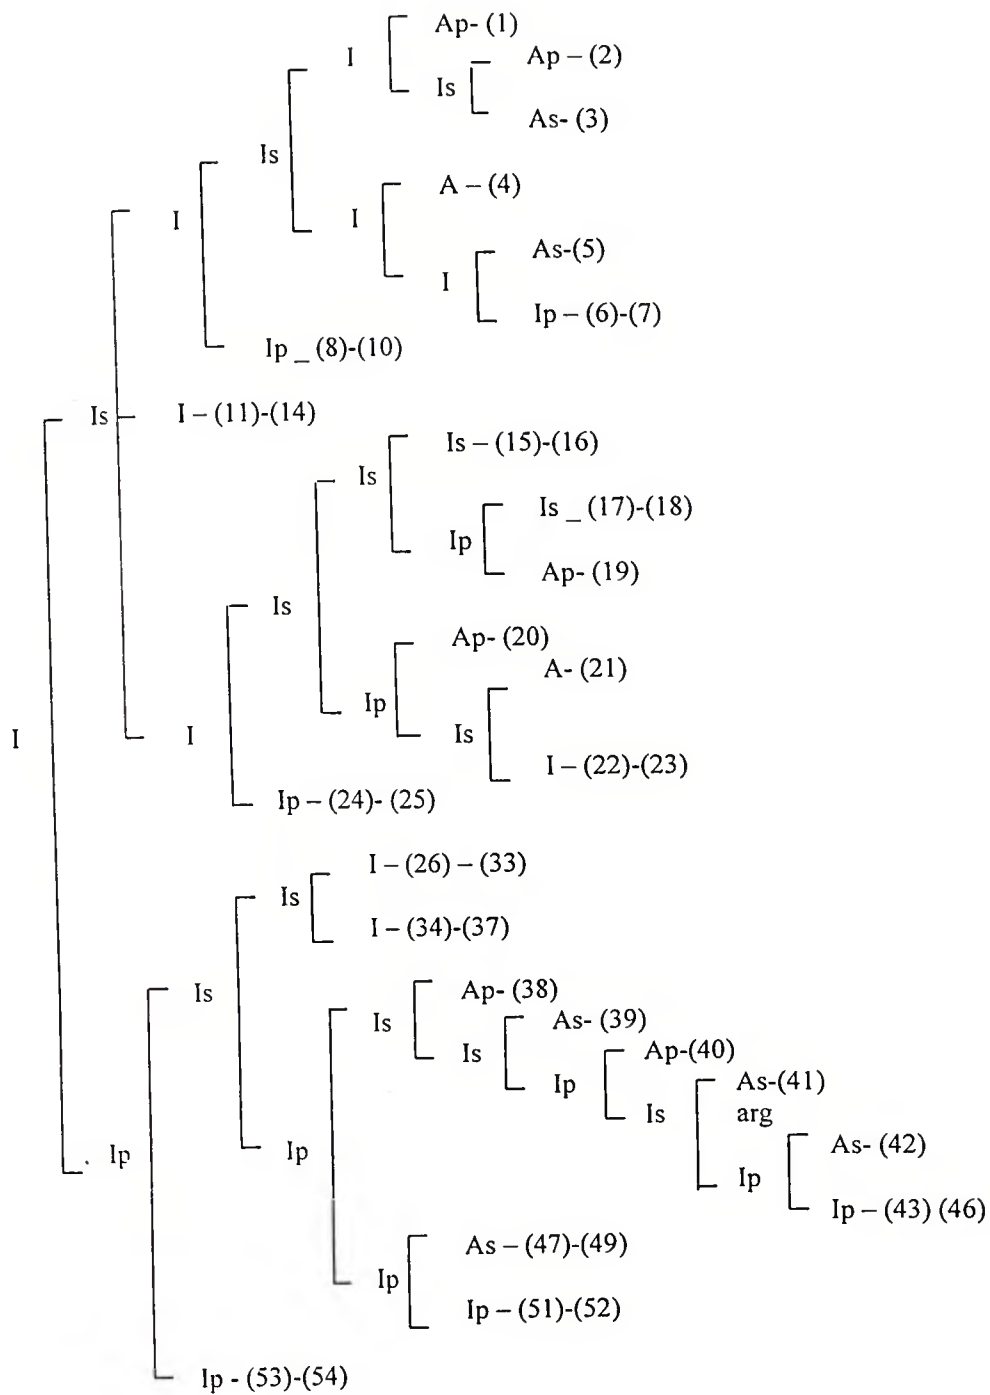 Ap- (1)
I
Ap – (2)
Is
As- (3)
Is
A – (4)
I
I
As-(5)
I
Ip – (6)-(7)
Ip _ (8)-(10)
Is
I – (11)-(14)
Is – (15)-(16)
Is
Is _ (17)-(18)
Ip
Ap- (19)
Is
Ap- (20)
A- (21)
Ip
Is
I
I
I – (22)-(23)
Ip – (24)- (25)
I – (26) – (33)
Is
I – (34)-(37)
Is
Ap- (38)
Is
As- (39)
Is
Ap-(40)
Ip
As-(41)
Is
arg
As- (42)
Ip
Ip
Ip
Ip – (43) (46)
As – (47)-(49)
Ip
Ip – (51)-(52)
Ip - (53)-(54)